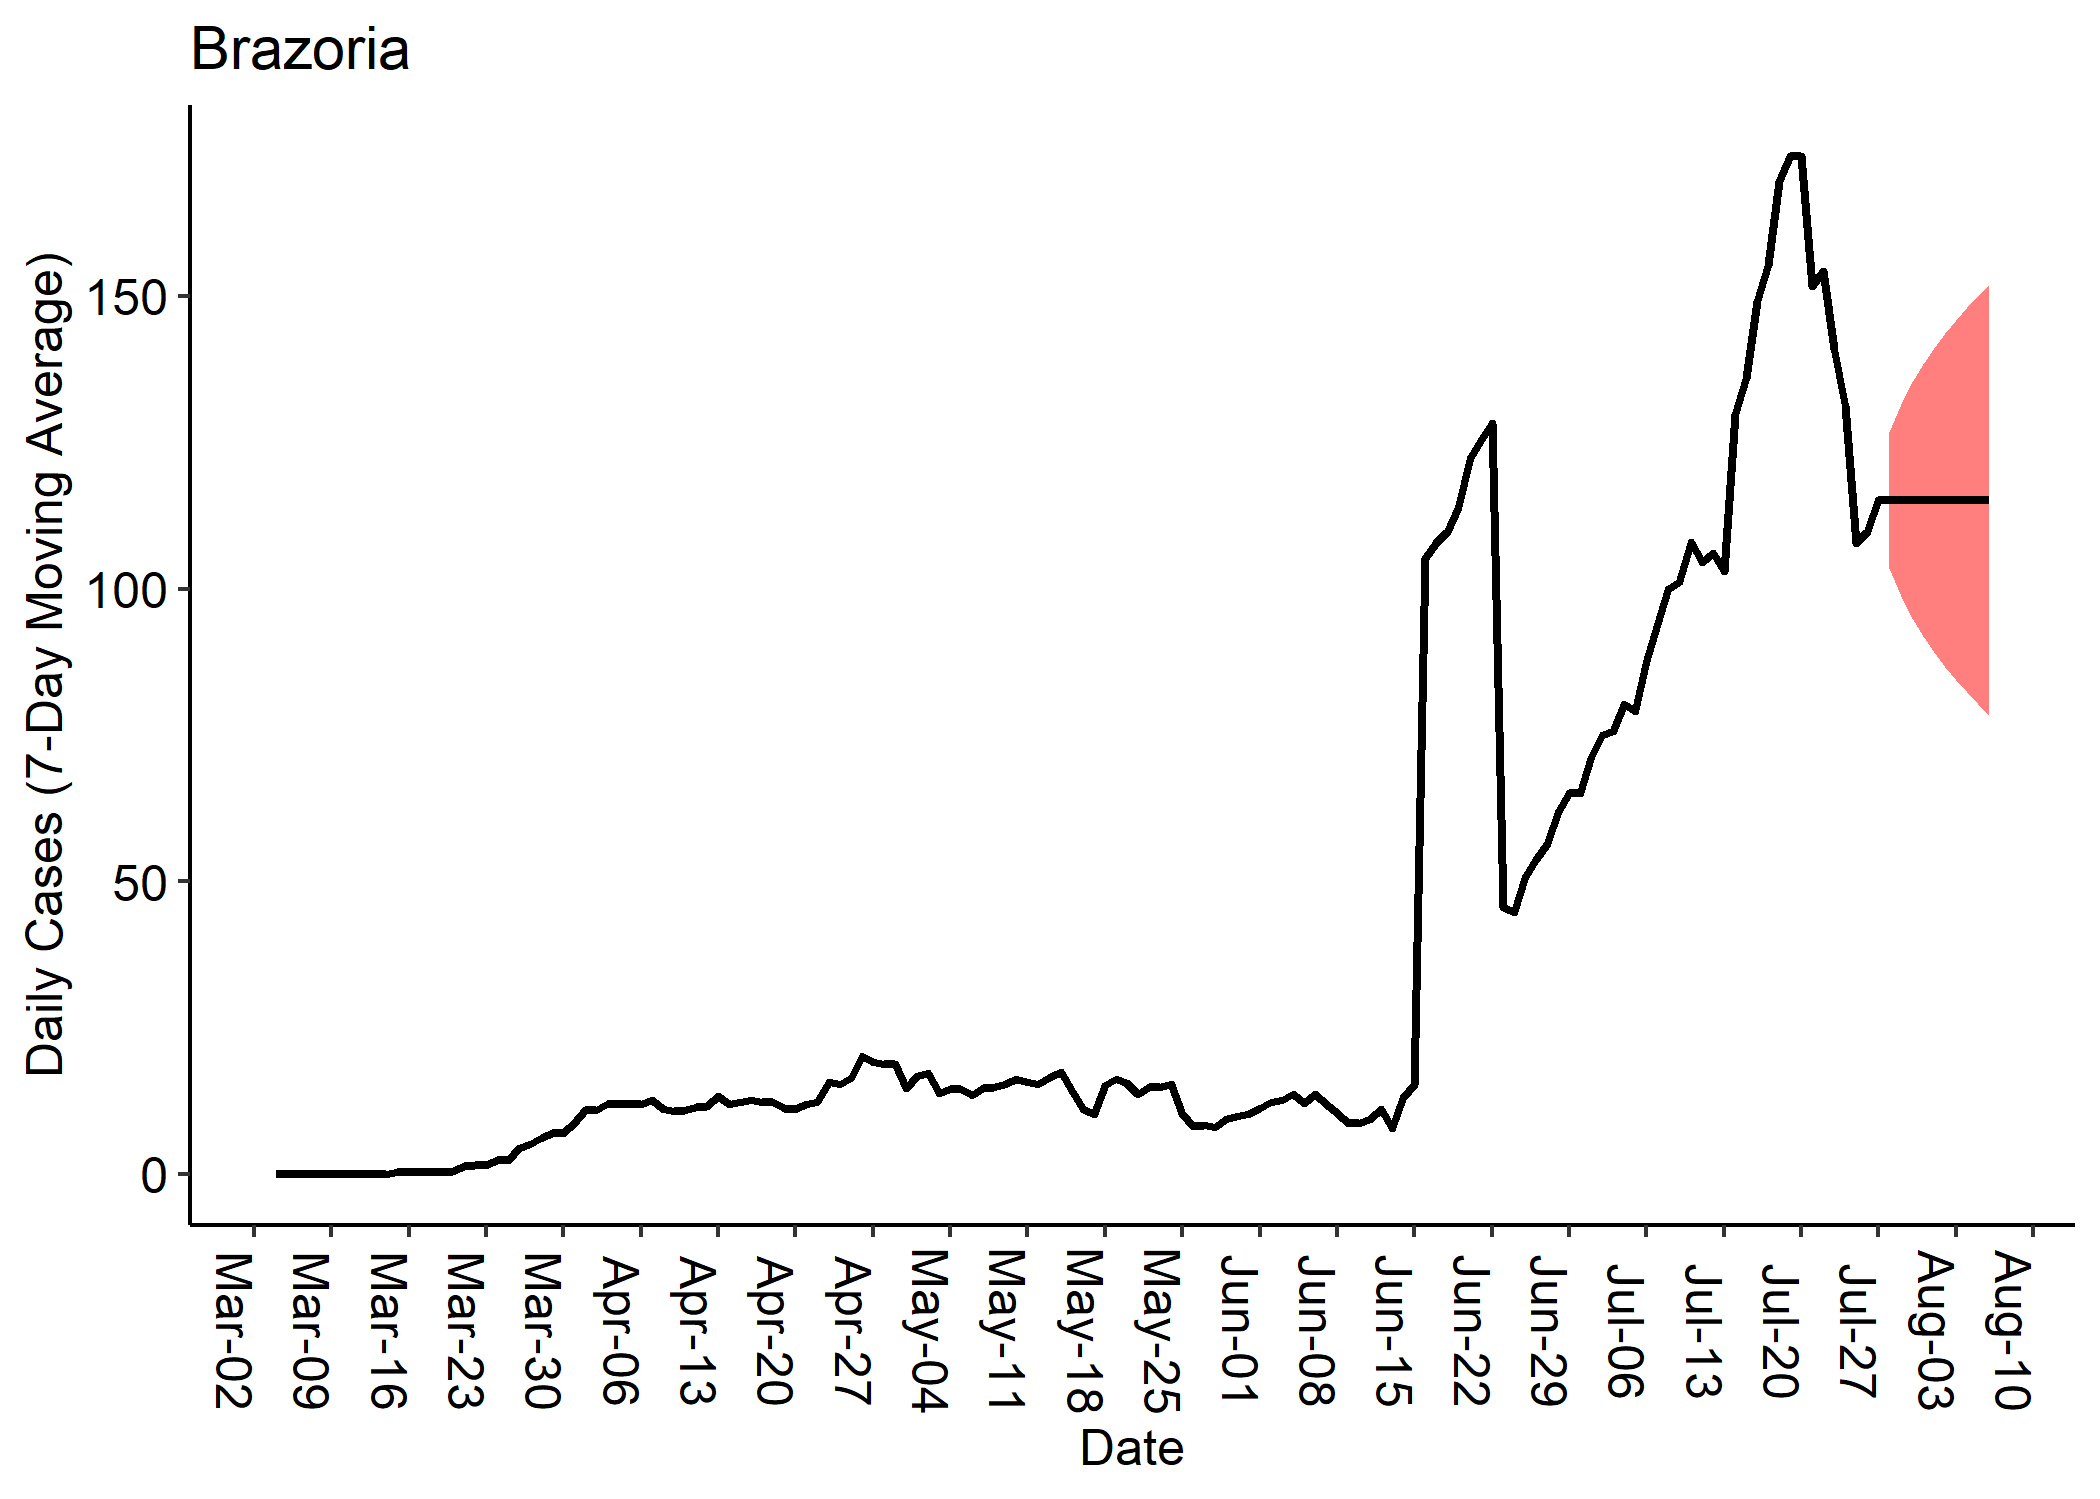 Brazoria
Daily Cases (7-Day Moving Average)
150
100
50
0
Mar-02
Mar-09
Mar-16
Mar-23
Mar-30
Apr-06
Apr-13
Apr-20
Apr-27
May-04
May-11
May-18
May-25
Jun-01
Jun-08
Jun-15
Jun-22
Jun-29
Jul-06
Jul-13
Jul-20
Jul-27
Aug-03
Aug-10
Date